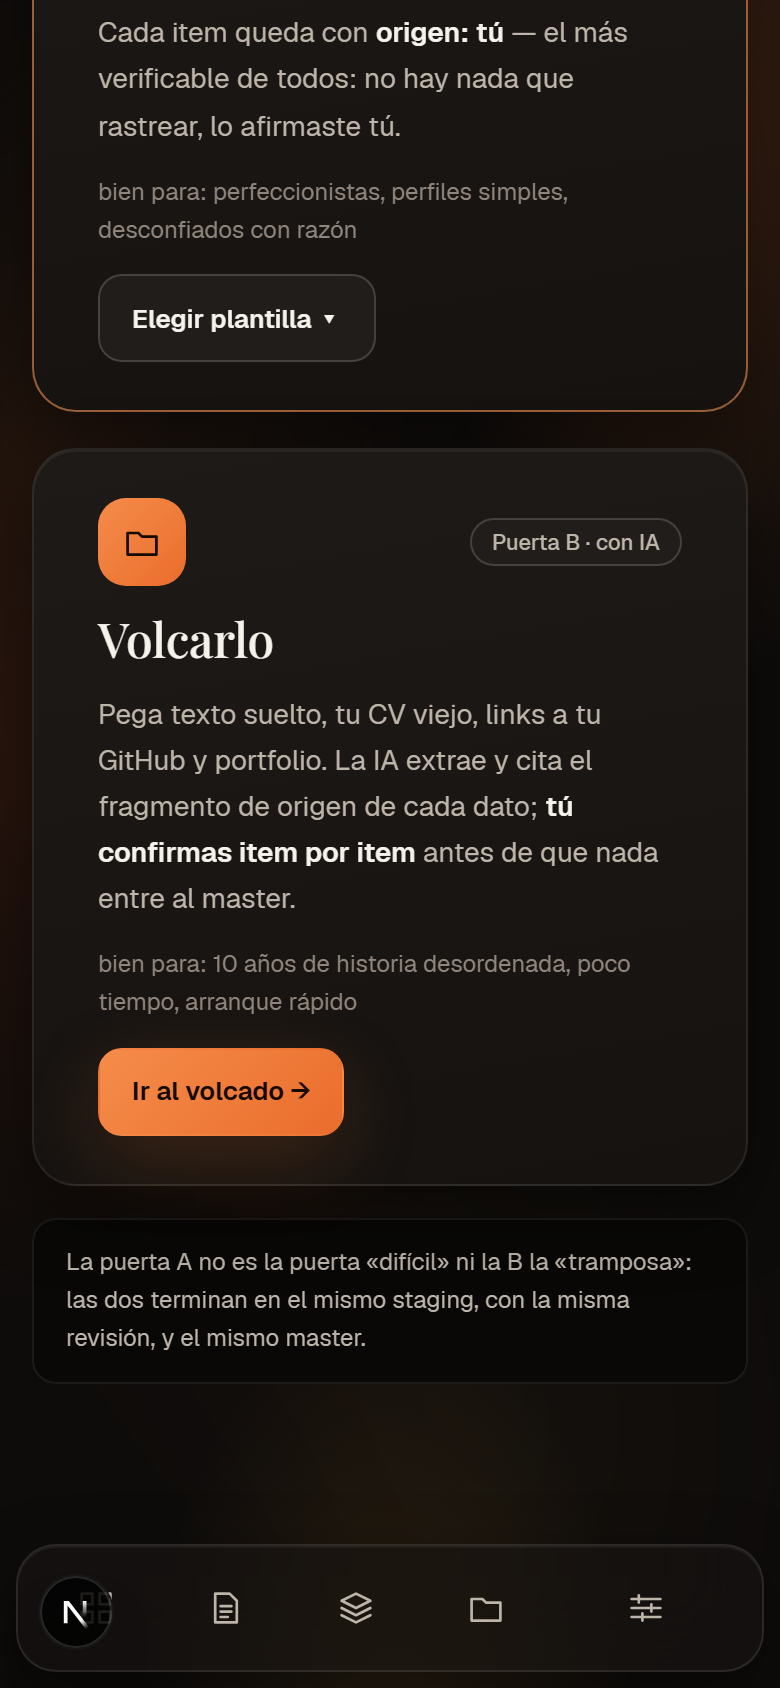 Cada item queda con origen: tú — el más
verificable de todos: no hay nada que
rastrear, lo afirmaste tú.
bien para: perfeccionistas, perfiles simples,
desconfiados con razón
Elegir plantilla ▾
Puerta B · con IA
Volcarlo
Pega texto suelto, tu CV viejo, links a tu
GitHub y portfolio. La IA extrae y cita el
fragmento de origen de cada dato; tú
confirmas item por item antes de que nada
entre al master.
bien para: 10 años de historia desordenada, poco
tiempo, arranque rápido
Ir al volcado →
La puerta A no es la puerta «difícil» ni la B la «tramposa»:
las dos terminan en el mismo staging, con la misma
revisión, y el mismo master.
N